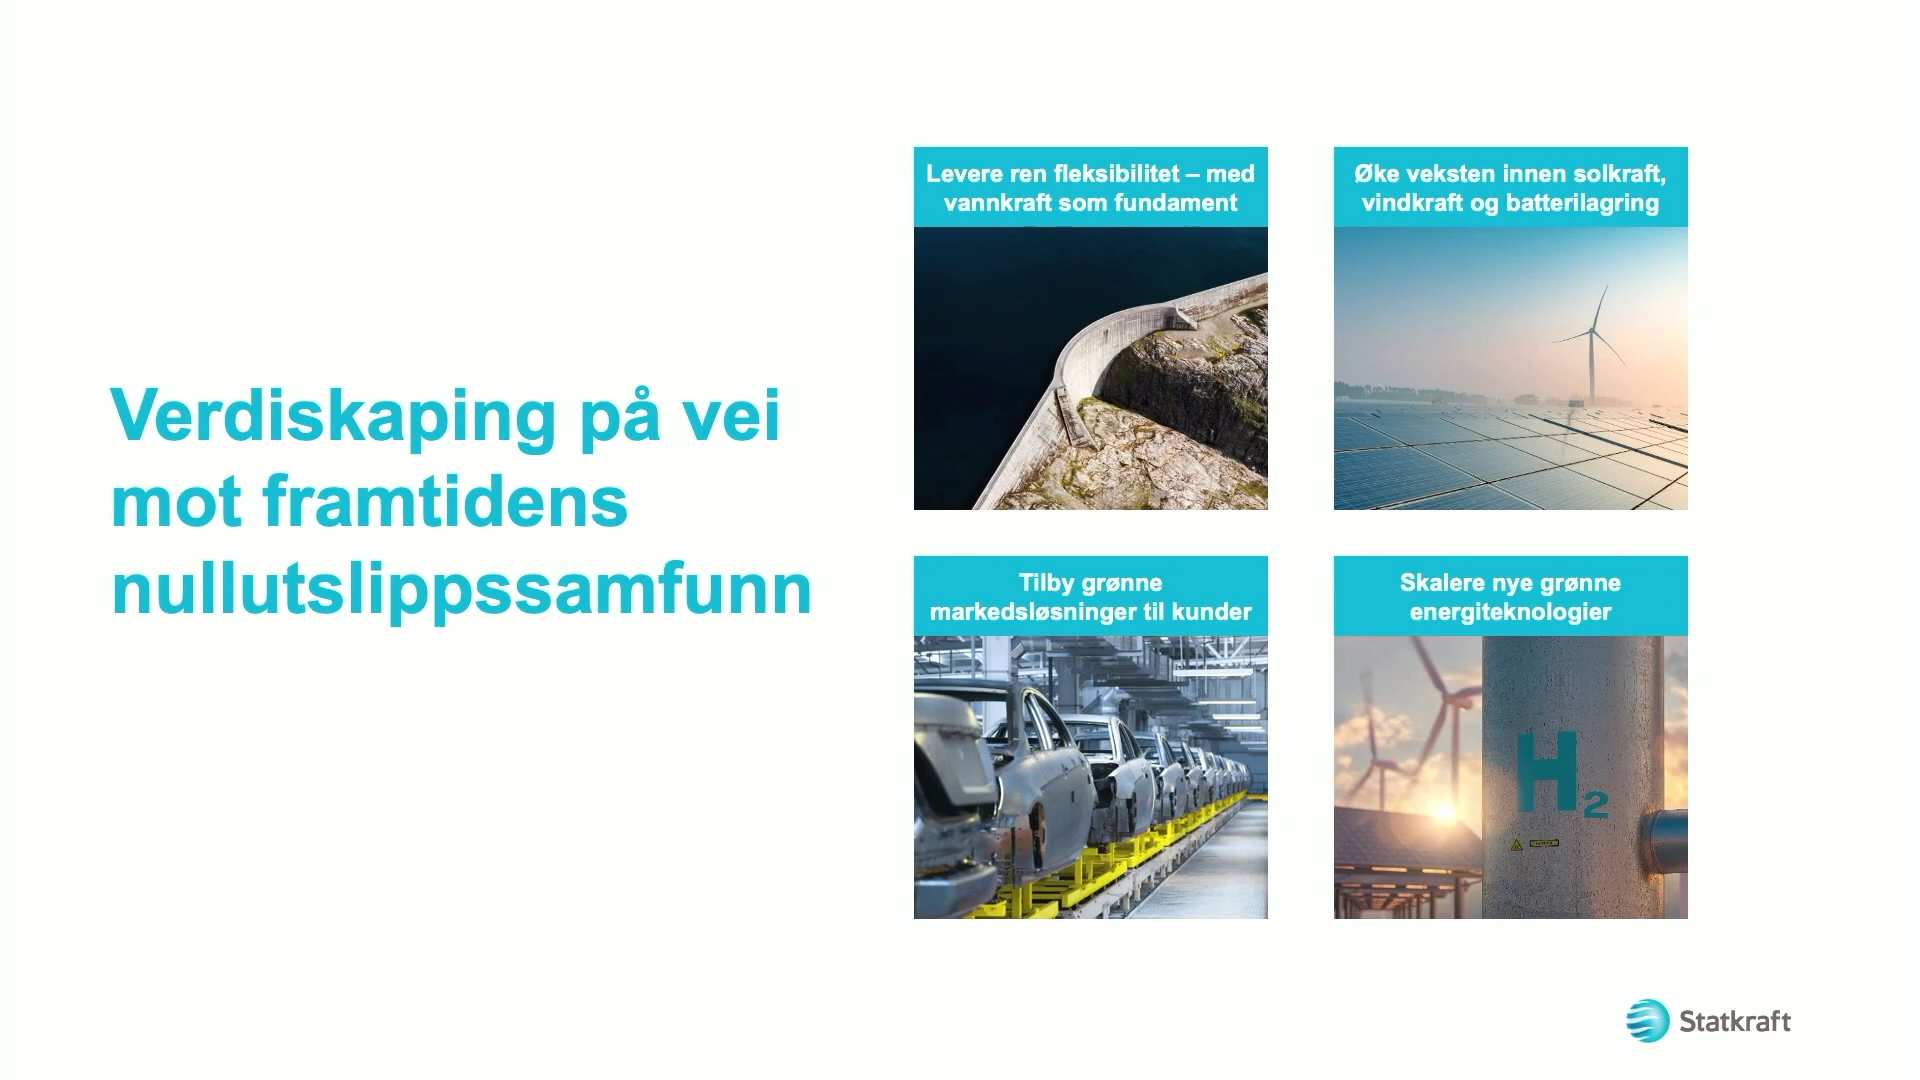 Verdiskaping på vei
mot framtidens
nullutslippssamfunn
Levere ren fleksibilitet – med
vannkraft som fundament
Øke veksten innen solkraft,
vindkraft og batterilagring
Tilby grønne
markedsløsninger til kunder
Skalere nye grønne
energiteknologier
H2
Statkraft